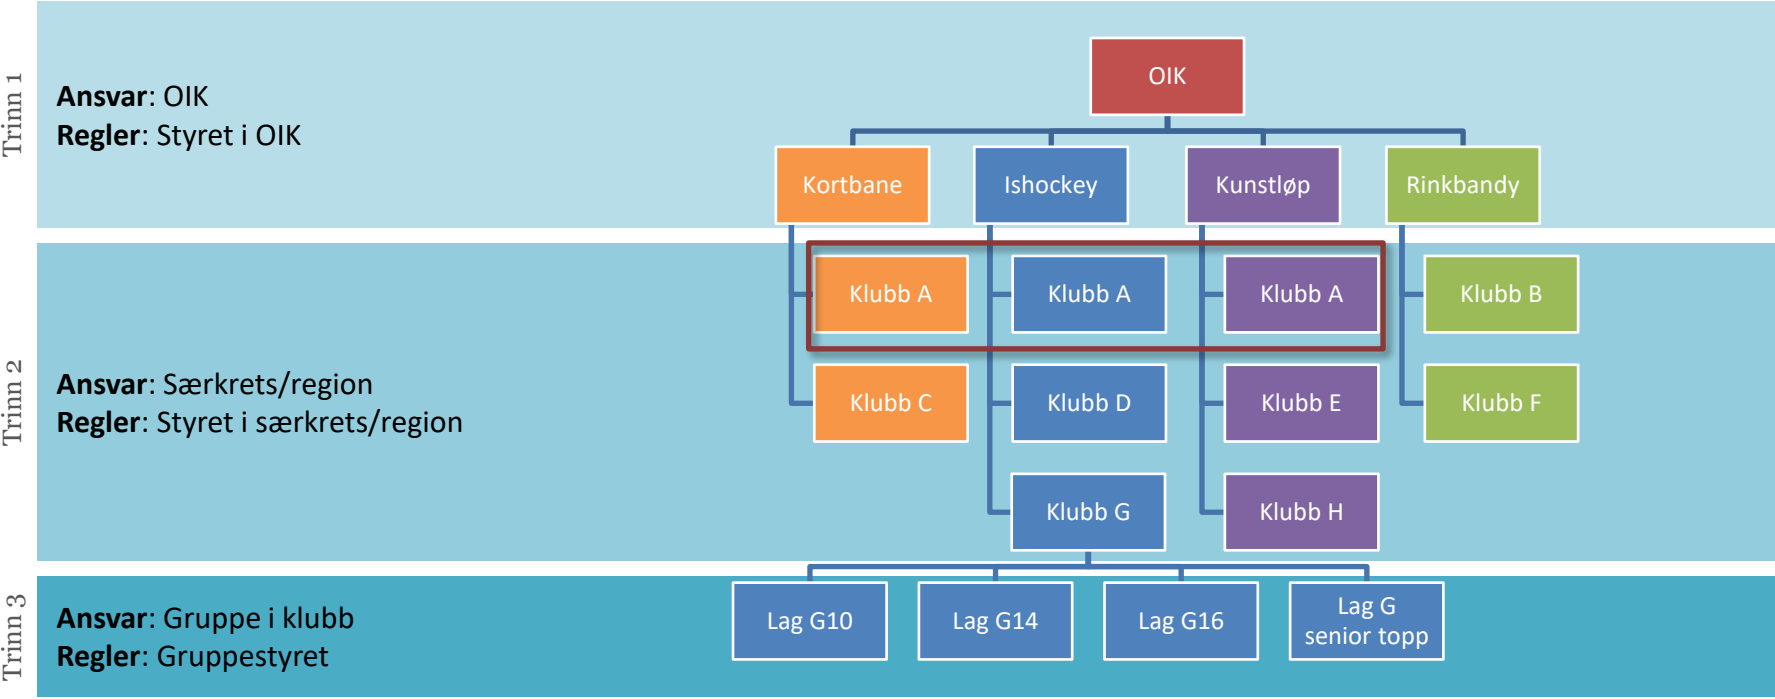 Trinn 1
Ansvar: OIK
Regler: Styret i OIK
OIK
Kortbane
Ishockey
Kunstløp
Rinkbandy
Trinn 2
Ansvar: Særkrets/region
Regler: Styret i særkrets/region
Klubb A
Klubb A
Klubb A
Klubb B
Klubb C
Klubb D
Klubb E
Klubb F
Klubb G
Klubb H
Trinn 3
Ansvar: Gruppe i klubb
Regler: Gruppestyret
Lag G10
Lag G14
Lag G16
Lag G
senior topp